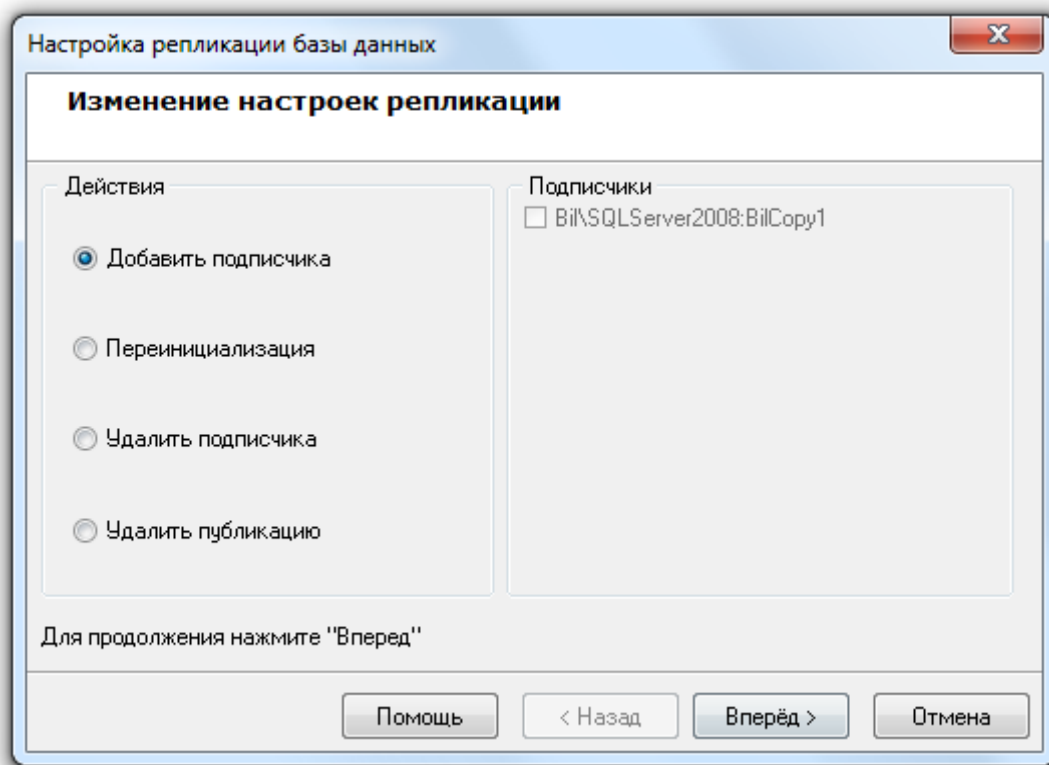 Настройка репликации базы данных
Изменение настроек репликации
Действия
Добавить подписчика
Переинициализация
Удалить подписчика
Удалить публикацию
Подписчики
Bil\SQLServer2008:BilCopy1
Для продолжения нажмите "Вперед"
Помощь
< Назад
Вперёд >
Отмена